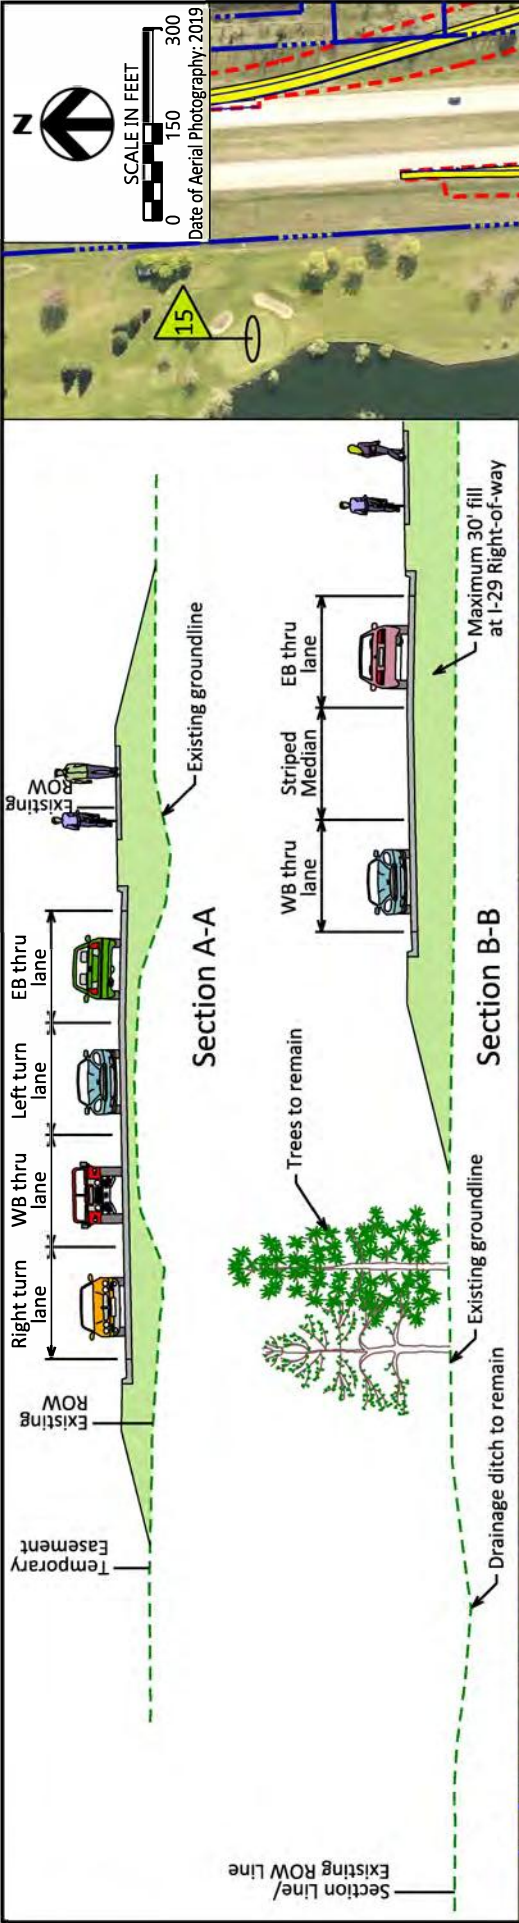 Temporary
Easement
Existing
ROW
Right turn
lane
WB thru
lane
Left turn
lane
EB thru
lane
Existing
ROW
Existing groundline
Section A-A
Section Line/
Existing ROW Line
Drainage ditch to remain
Existing groundline
Trees to remain
WB thru
lane
Striped
Median
EB thru
lane
Maximum 30' fill
at I-29 Right-of-way
Section B-B
N
SCALE IN FEET
0 150 300
Date of Aerial Photography: 2019
15